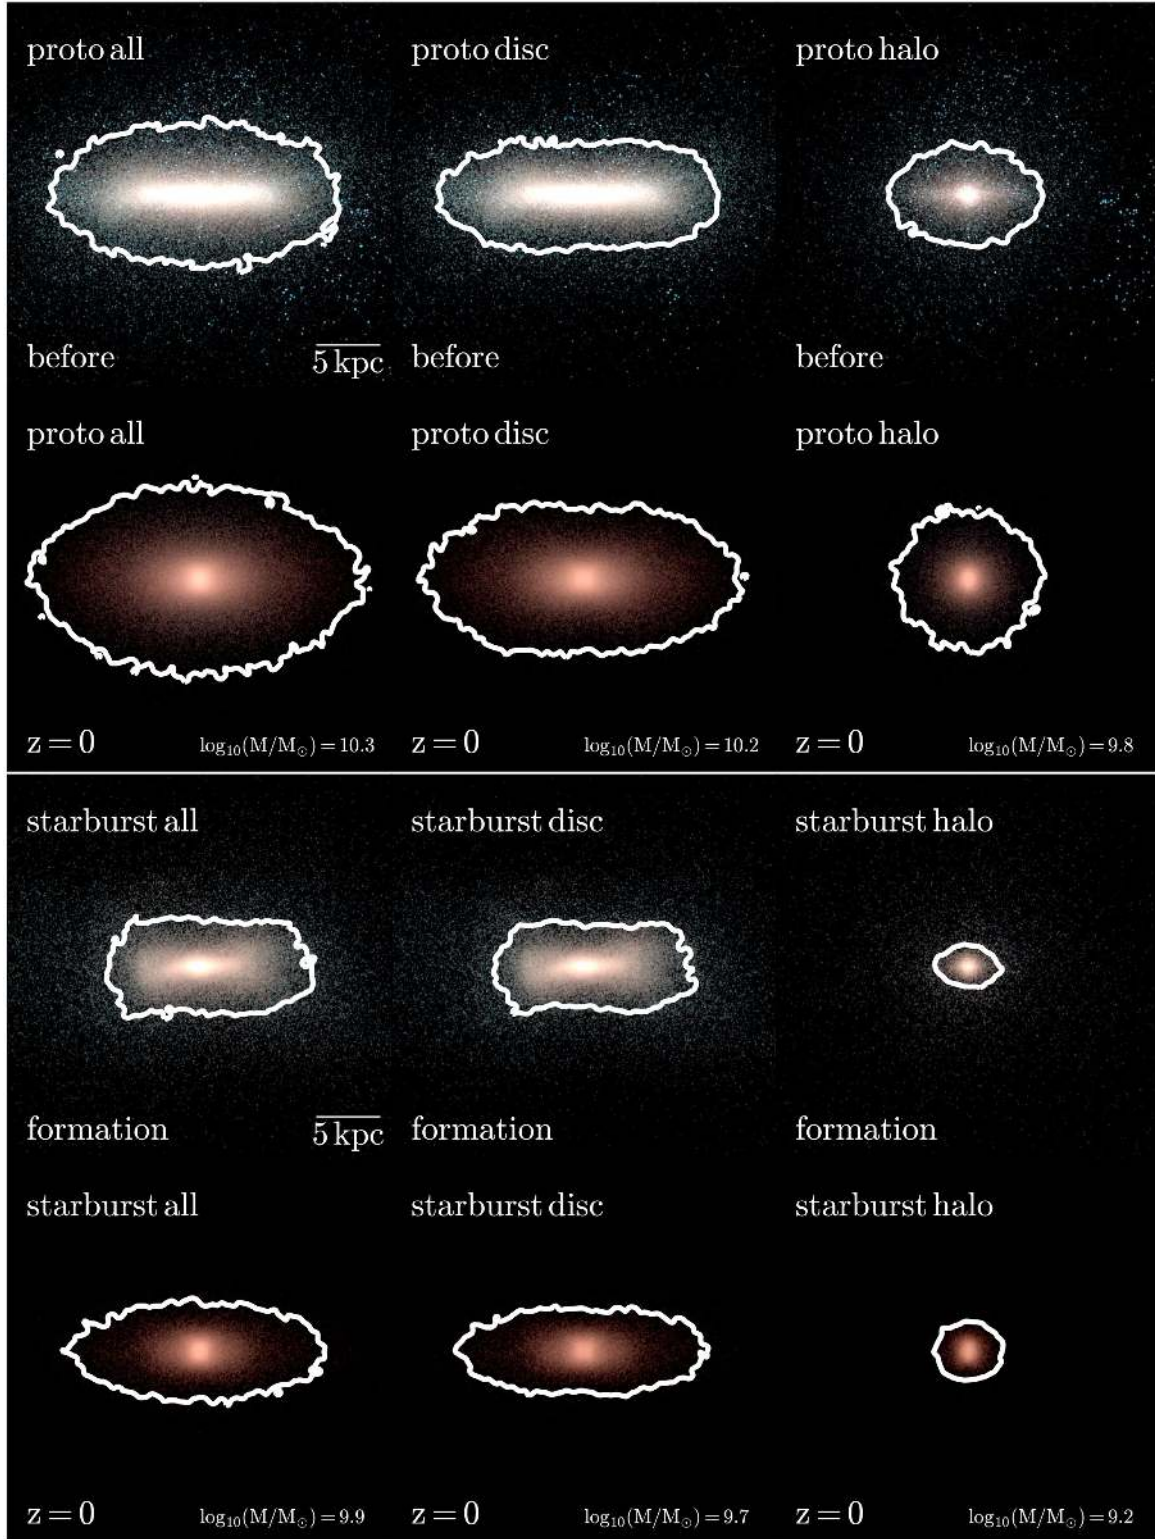 proto all
proto disc
proto halo
before
5 kpc
before
before
proto all
proto disc
proto halo
z = 0
log₁₀(M/M⊙) = 10.3
z = 0
log₁₀(M/M⊙) = 10.2
z = 0
log₁₀(M/M⊙) = 9.8
starburst all
starburst disc
starburst halo
formation
5 kpc
formation
formation
starburst all
starburst disc
starburst halo
z = 0
log₁₀(M/M⊙) = 9.9
z = 0
log₁₀(M/M⊙) = 9.7
z = 0
log₁₀(M/M⊙) = 9.2